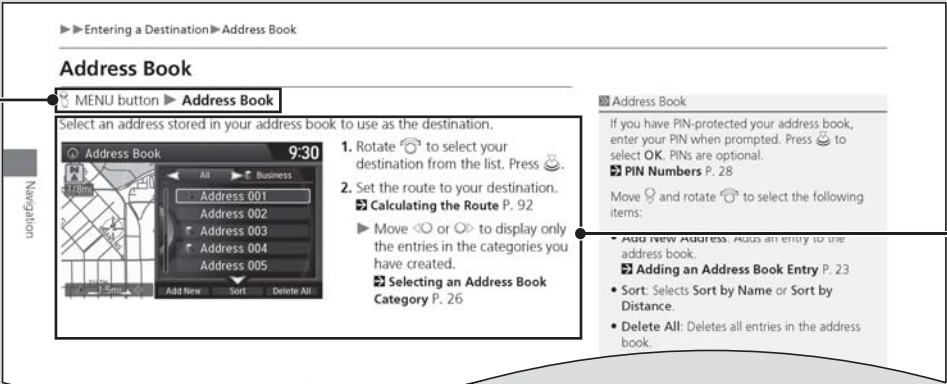 ▶▶Entering a Destination▶Address Book
Address Book
MENU button ▶ Address Book
Select an address stored in your address book to use as the destination.
Address Book 9:30
1/8mi
All Business
Address 001
Address 002
Address 003
Address 004
Address 005
1.5mi
Add New Sort Delete All
1. Rotate to select your
destination from the list. Press .
2. Set the route to your destination.
Calculating the Route P. 92
▶ Move or to display only
the entries in the categories you
have created.
Selecting an Address Book
Category P. 26
Navigation
Address Book
If you have PIN-protected your address book,
enter your PIN when prompted. Press to
select OK. PINs are optional.
PIN Numbers P. 28
Move and rotate to select the following
items:
• Add New Address: Adds an entry to the
address book.
Adding an Address Book Entry P. 23
• Sort: Selects Sort by Name or Sort by
Distance.
• Delete All: Deletes all entries in the address
book.